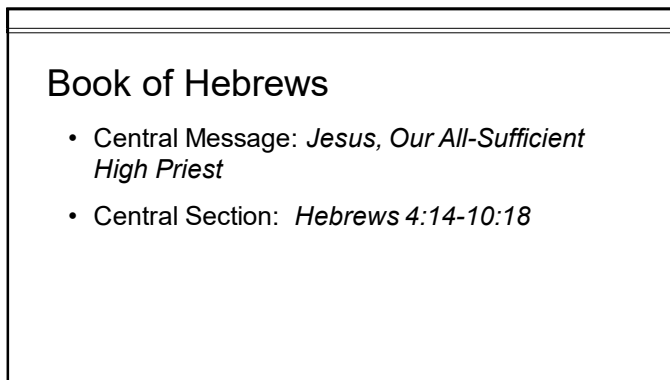 Book of Hebrews
• Central Message: Jesus, Our All-Sufficient
High Priest
• Central Section: Hebrews 4:14-10:18